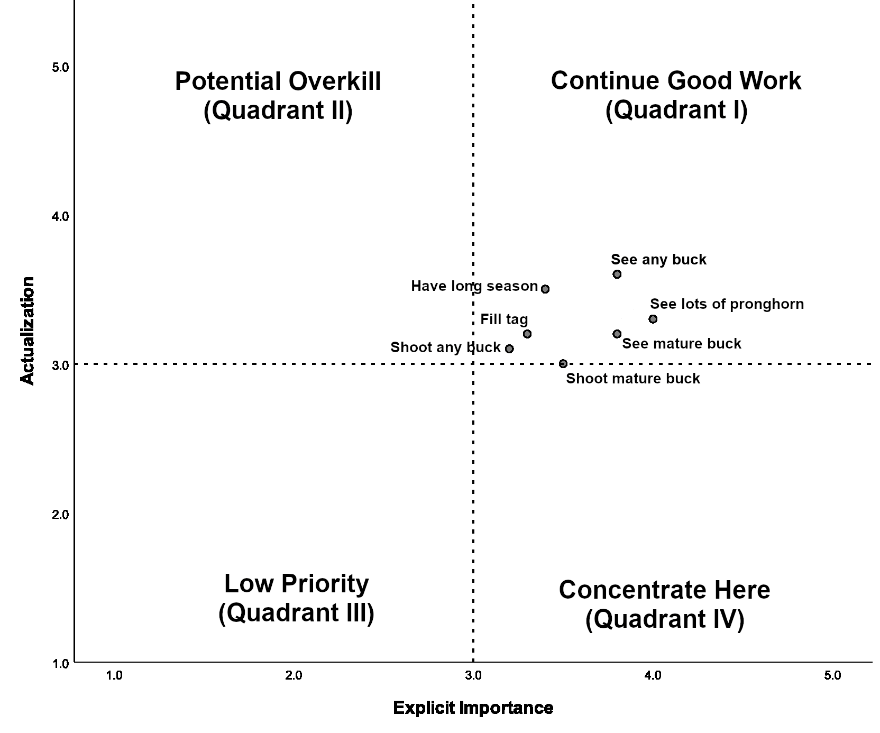 5.0
Potential Overkill
(Quadrant II)
Continue Good Work
(Quadrant I)
4.0
See any buck
Have long season
See lots of pronghorn
Fill tag
See mature buck
Shoot any buck
Actualization
3.0
Shoot mature buck
2.0
Low Priority
(Quadrant III)
Concentrate Here
(Quadrant IV)
1.0
1.0 2.0 3.0 4.0 5.0
Explicit Importance